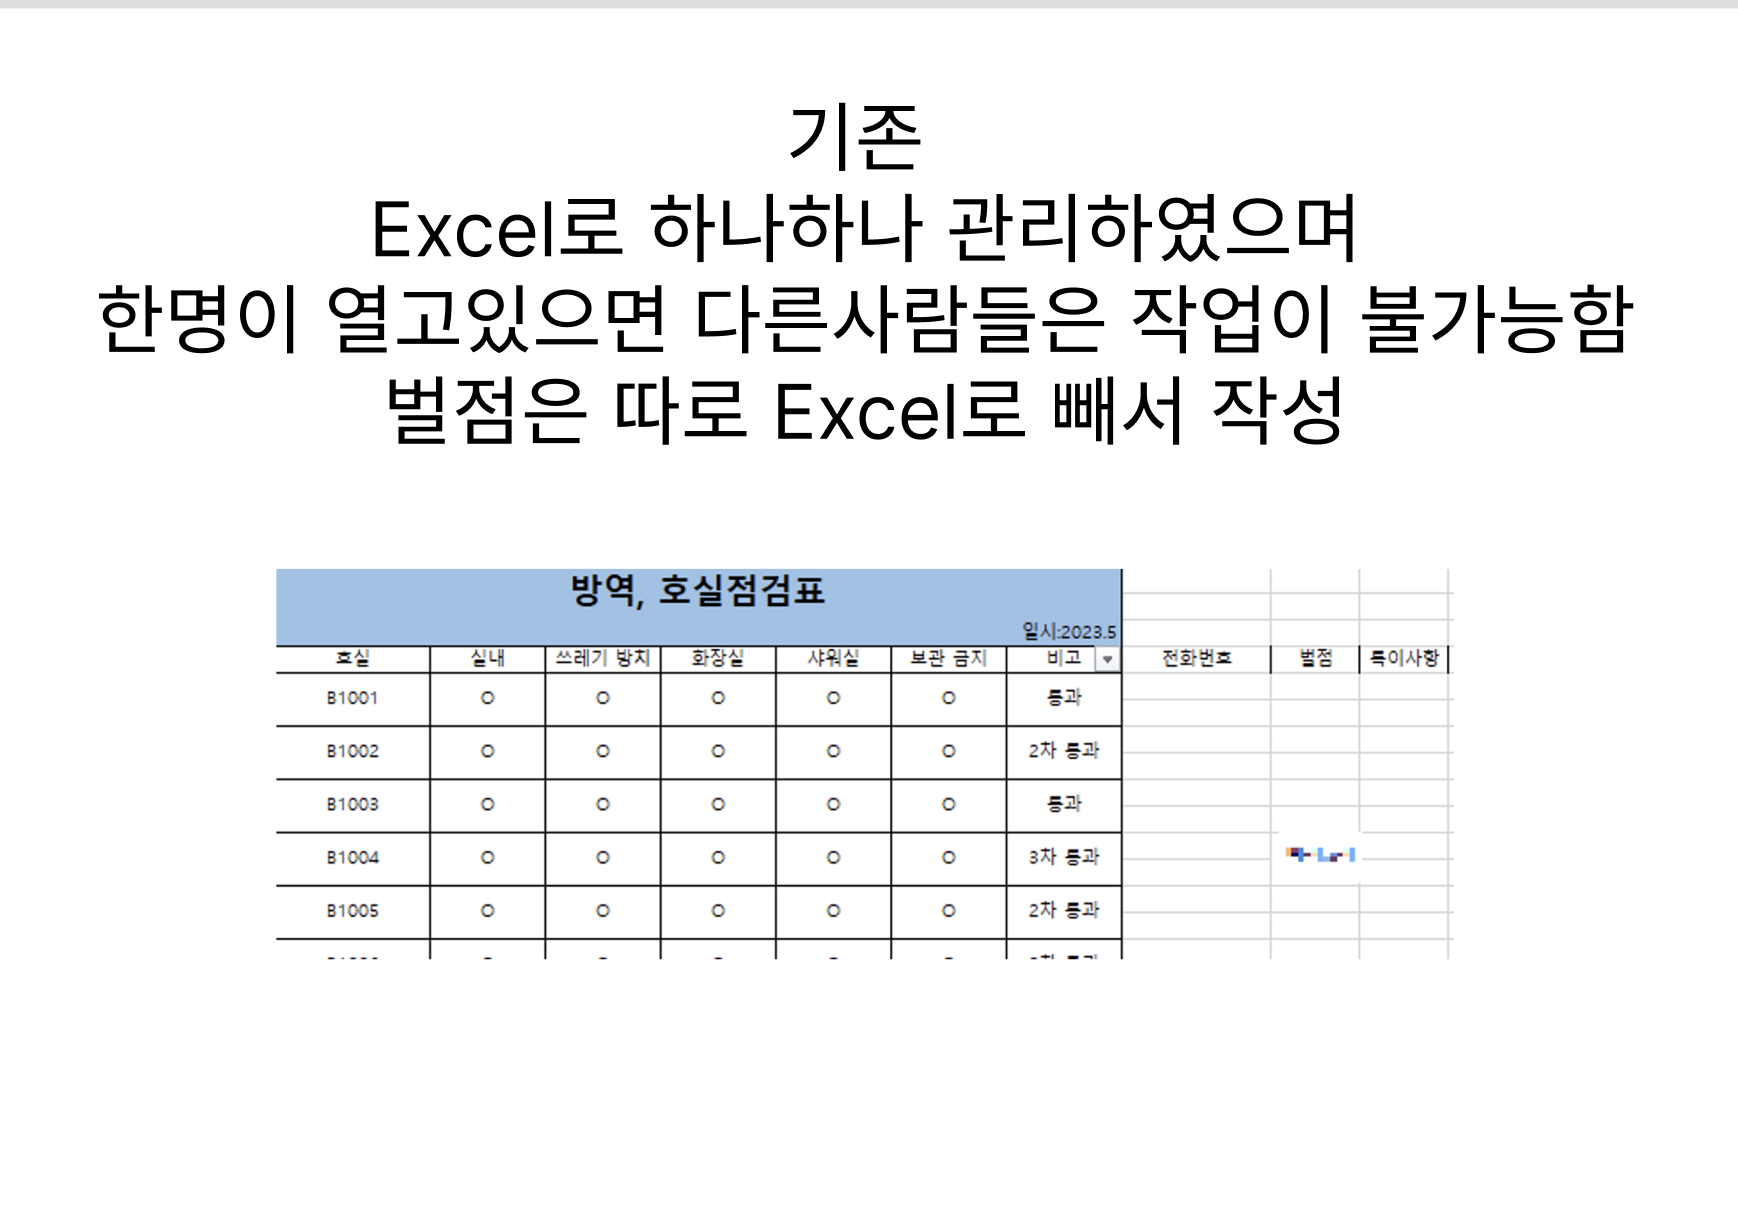 기존
Excel로 하나하나 관리하였으며
한명이 열고있으면 다른사람들은 작업이 불가능함
벌점은 따로 Excel로 빼서 작성
방역, 호실점검표
일시:2023.5
호실 실내 쓰레기 방치 화장실 샤워실 보관 금지 비고 전화번호 벌점 특이사항
B1001 O O O O O 통과
B1002 O O O O O 2차 통과
B1003 O O O O O 통과
B1004 O O O O O 3차 통과
B1005 O O O O O 2차 통과